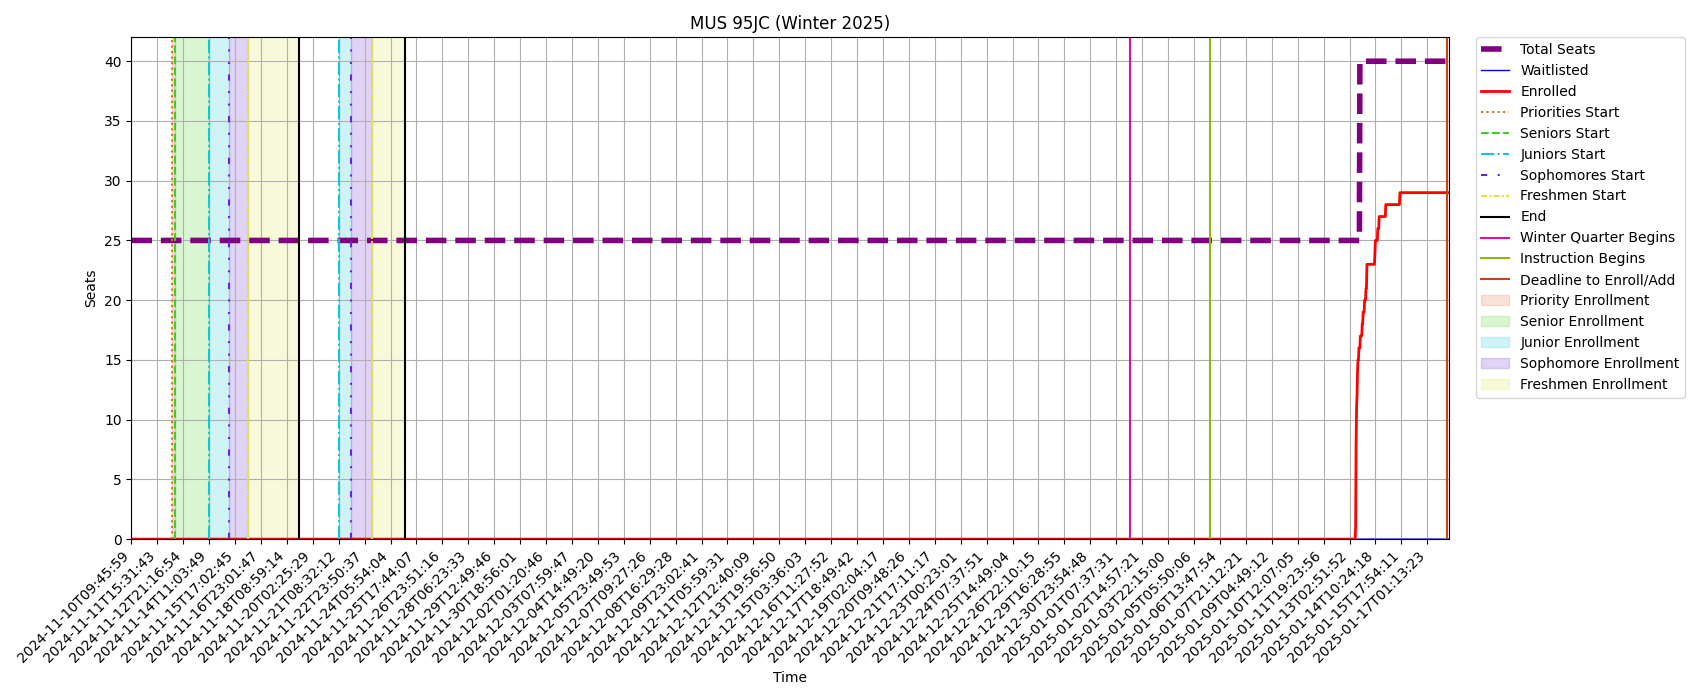 MUS 95JC (Winter 2025)
Seats
40
35
30
25
20
15
10
5
0
2024-11-10T09:45:59
2024-11-11T15:31:43
2024-11-12T21:16:54
2024-11-14T11:03:49
2024-11-15T17:02:45
2024-11-16T23:01:47
2024-11-18T08:59:14
2024-11-20T02:25:29
2024-11-21T08:32:12
2024-11-22T23:50:37
2024-11-24T05:54:04
2024-11-25T17:44:07
2024-11-26T23:51:16
2024-11-28T06:23:33
2024-11-29T12:49:46
2024-11-30T18:56:01
2024-12-02T01:20:46
2024-12-03T07:59:47
2024-12-04T14:49:20
2024-12-05T23:49:53
2024-12-07T09:27:26
2024-12-08T16:29:28
2024-12-09T23:02:41
2024-12-11T05:59:31
2024-12-12T12:40:09
2024-12-13T19:56:50
2024-12-15T03:36:03
2024-12-16T11:27:52
2024-12-17T18:49:42
2024-12-19T02:04:17
2024-12-20T09:48:26
2024-12-21T17:11:17
2024-12-23T00:23:01
2024-12-24T07:37:51
2024-12-25T14:49:04
2024-12-26T22:10:15
2024-12-29T16:28:55
2024-12-30T23:54:48
2025-01-01T07:37:31
2025-01-02T14:57:21
2025-01-03T22:15:00
2025-01-05T05:50:06
2025-01-06T13:47:54
2025-01-07T21:12:21
2025-01-09T04:49:12
2025-01-10T12:07:05
2025-01-11T19:23:56
2025-01-13T02:51:52
2025-01-14T10:24:18
2025-01-15T17:54:11
2025-01-17T01:13:23
Time
Total Seats
Waitlisted
Enrolled
Priorities Start
Seniors Start
Juniors Start
Sophomores Start
Freshmen Start
End
Winter Quarter Begins
Instruction Begins
Deadline to Enroll/Add
Priority Enrollment
Senior Enrollment
Junior Enrollment
Sophomore Enrollment
Freshmen Enrollment